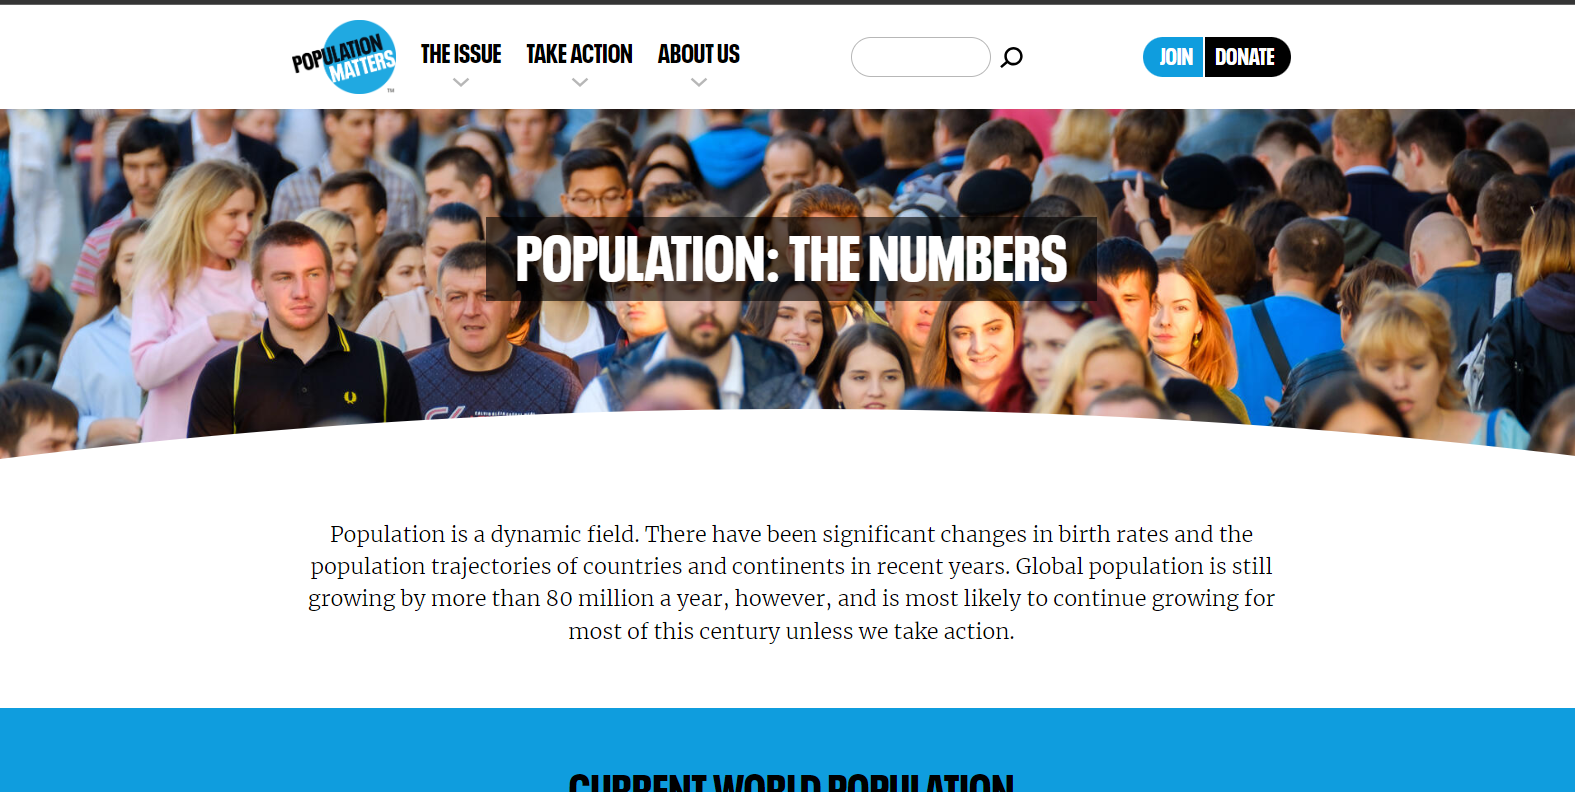 POPULATION
MATTERS
TM
THE ISSUE
TAKE ACTION
ABOUT US
JOIN
DONATE
POPULATION: THE NUMBERS
Population is a dynamic field. There have been significant changes in birth rates and the
population trajectories of countries and continents in recent years. Global population is still
growing by more than 80 million a year, however, and is most likely to continue growing for
most of this century unless we take action.
CURRENT WORLD POPULATION